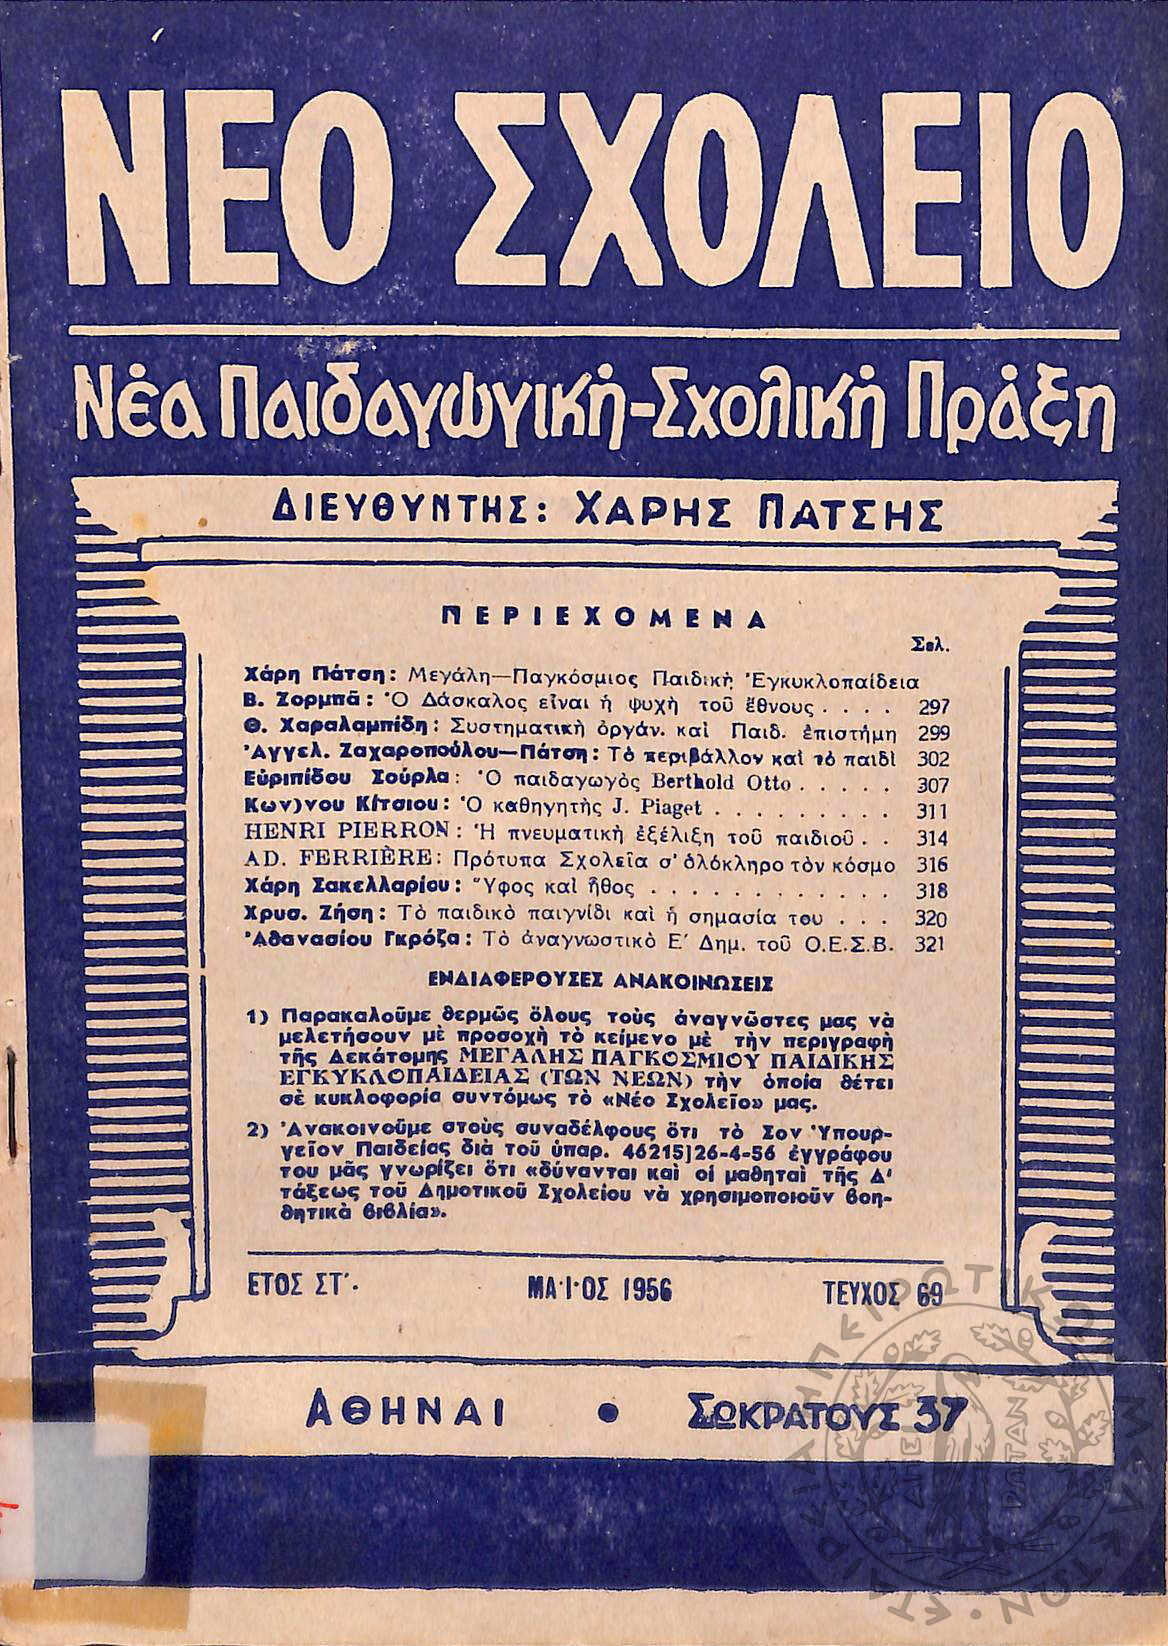 ΝΕΟ ΣΧΟΛΕΙΟ
Νέα Παιδαγωγική-Σχολική Πράξη
ΔΙΕΥΘΥΝΤΗΣ: ΧΑΡΗΣ ΠΑΤΣΗΣ
ΠΕΡΙΕΧΟΜΕΝΑ
Σελ.
Χάρη Πάτση: Μεγάλη—Παγκόσμιος Παιδικὴ Ἐγκυκλοπαίδεια
Β. Ζορμπᾶ: Ὁ Δάσκαλος εἶναι ἡ ψυχὴ τοῦ ἔθνους . . . . 297
Θ. Χαραλαμπίδη: Συστηματικὴ ὀργάν. καὶ Παιδ. ἐπιστήμη 299
Ἀγγελ. Ζαχαροπούλου—Πάτση: Τὸ περιβάλλον καὶ τὸ παιδὶ 302
Εὐριπίδου Σούρλα: Ὁ παιδαγωγὸς Berthold Otto . . . . . 307
Κων)νου Κίτσιου: Ὁ καθηγητὴς J. Piaget . . . . . . . . . 311
HENRI PIERRON: Ἡ πνευματικὴ ἐξέλιξη τοῦ παιδιοῦ . . 314
AD. FERRIÈRE: Πρότυπα Σχολεῖα σ' ὁλόκληρο τὸν κόσμο 316
Χάρη Σακελλαρίου: Ὕφος καὶ ἦθος . . . . . . . . . . . . 318
Χρυσ. Ζήση: Τὸ παιδικὸ παιγνίδι καὶ ἡ σημασία του . . . 320
Ἀθανασίου Γκρόζα: Τὸ ἀναγνωστικὸ Ε΄ Δημ. τοῦ Ο.Ε.Σ.Β. 321
ΕΝΔΙΑΦΕΡΟΥΣΕΣ ΑΝΑΚΟΙΝΩΣΕΙΣ
1) Παρακαλοῦμε θερμῶς ὅλους τοὺς ἀναγνῶστες μας νὰ
μελετήσουν μὲ προσοχὴ τὸ κείμενο μὲ τὴν περιγραφὴ
τῆς Δεκάτομης ΜΕΓΑΛΗΣ ΠΑΓΚΟΣΜΙΟΥ ΠΑΙΔΙΚΗΣ
ΕΓΚΥΚΛΟΠΑΙΔΕΙΑΣ (ΤΩΝ ΝΕΩΝ) τὴν ὁποία θέτει
σὲ κυκλοφορία συντόμως τὸ «Νέο Σχολεῖο» μας.
2) Ἀνακοινοῦμε στοὺς συναδέλφους ὅτι τὸ Σον Ὑπουρ-
γεῖον Παιδείας διὰ τοῦ ὑπαρ. 46215]26-4-56 ἐγγράφου
του μᾶς γνωρίζει ὅτι «δύνανται καὶ οἱ μαθηταὶ τῆς Δ΄
τάξεως τοῦ Δημοτικοῦ Σχολείου νὰ χρησιμοποιοῦν βοη-
θητικὰ βιβλία».
ΕΤΟΣ ΣΤ΄. ΜΑΪΟΣ 1956 ΤΕΥΧΟΣ 69
ΑΘΗΝΑΙ • ΣΩΚΡΑΤΟΥΣ 37
ΕΤΑΙΡΕΙΑ ΗΠΕΙΡΩΤΙΚΩΝ ΜΕΛΕΤΩΝ
ΑΠΕΙ ΡΩΤΑΝ